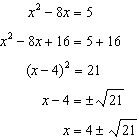 x² − 8x = 5
x² − 8x + 16 = 5 + 16
(x − 4)² = 21
x − 4 = ±√21
x = 4 ± √21